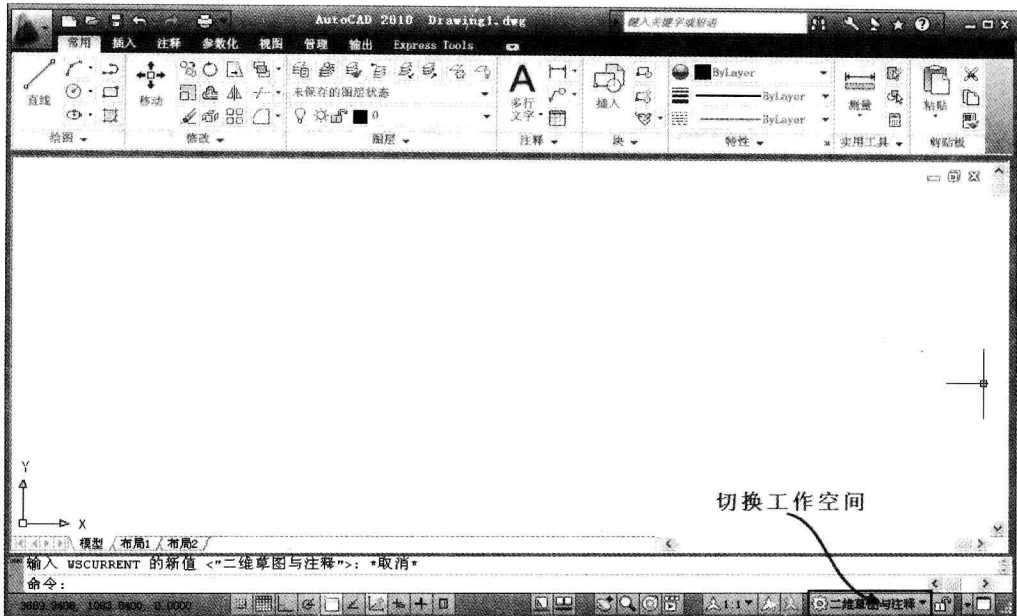 AutoCAD 2010 Drawing1.dwg 键入关键字或短语
常用 插入 注释 参数化 视图 管理 输出 Express Tools
直线 移动 未保存的图层状态 0 A 多行文字 插入 ByLayer ByLayer ByLayer 测量 粘贴
绘图 修改 图层 注释 块 特性 实用工具 剪贴板
Y
X
切换工作空间
模型 布局1 布局2
输入 WSCURRENT 的新值 <"二维草图与注释">: *取消*
命令:
1:1 二维草图与注释